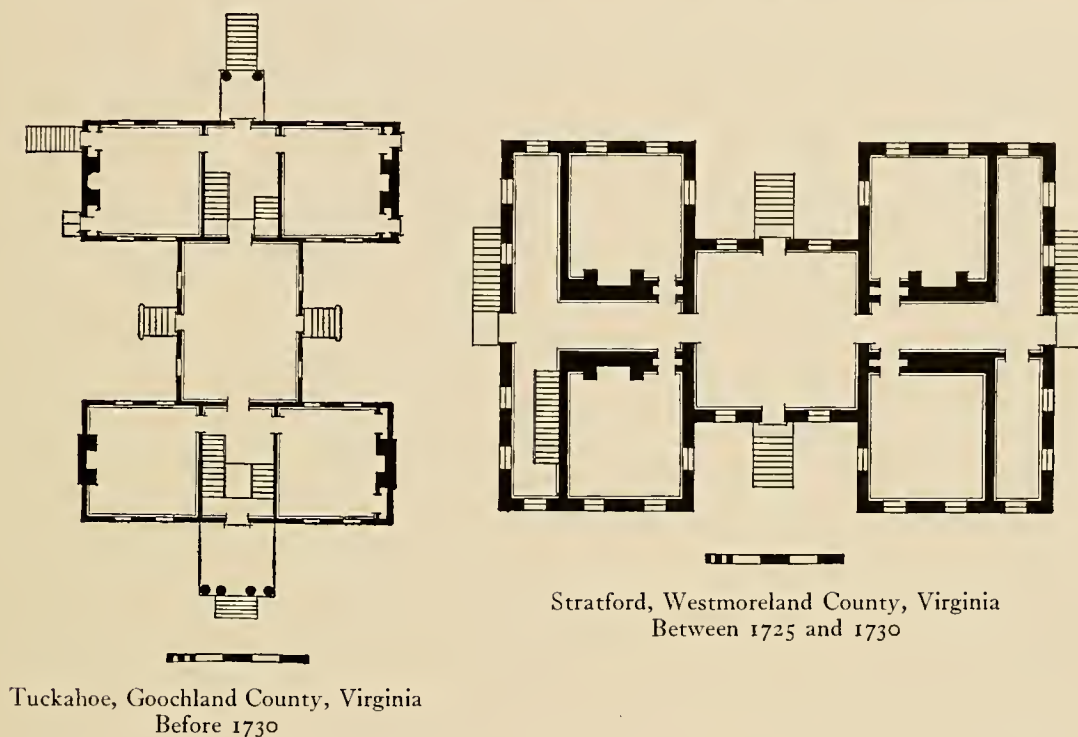 Tuckahoe, Goochland County, Virginia
Before 1730
Stratford, Westmoreland County, Virginia
Between 1725 and 1730